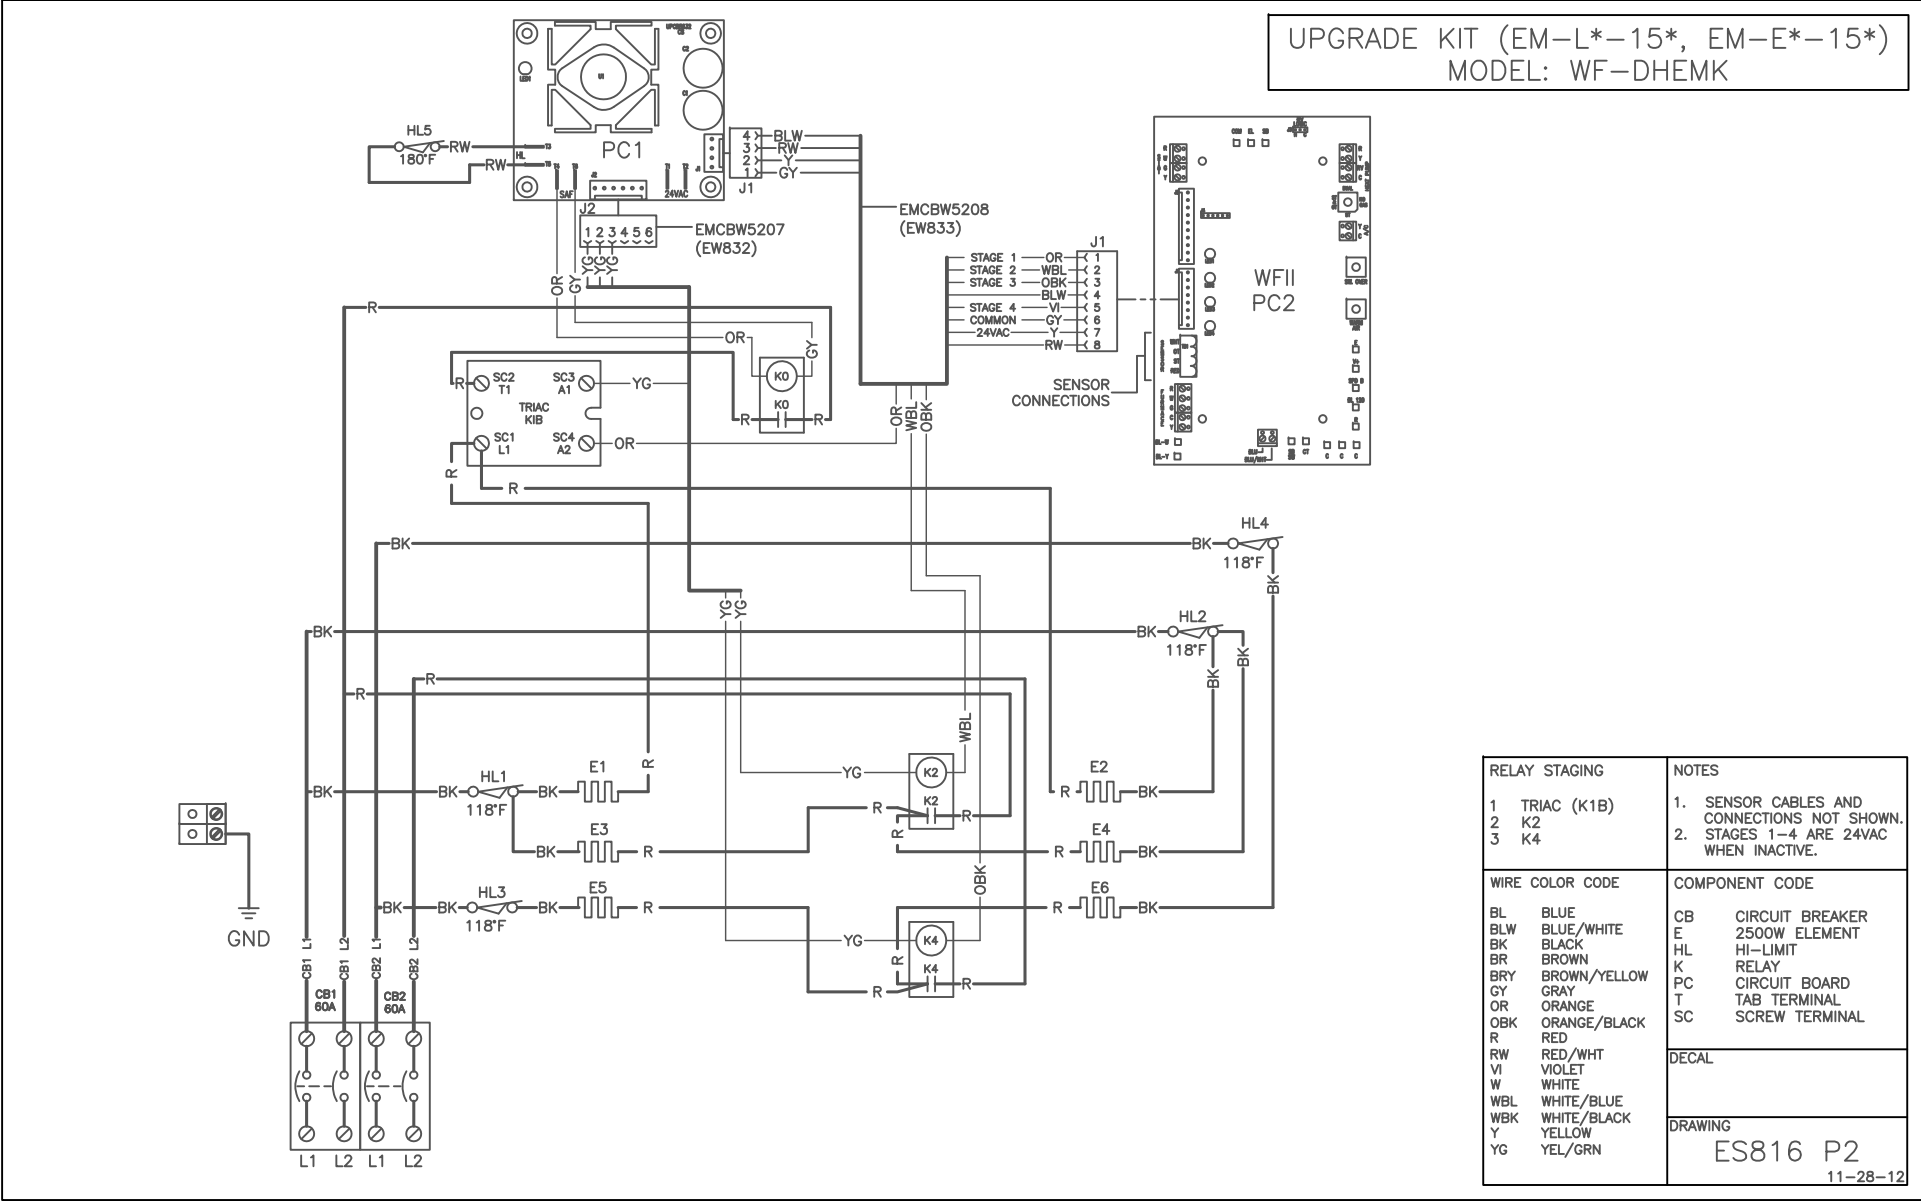 UPGRADE KIT (EM-L*-15*, EM-E*-15*)
MODEL: WF-DHEMK
C2
LED1
U1
C1
HL5
180°F
RW
RW
T3
T5
HL
PC1
SAF
J2
24VAC
4 BLW
3 RW
2 Y
1 GY
J1
J2
1 2 3 4 5 6
YG YG YG
EMCBW5207
(EW832)
EMCBW5208
(EW833)
OR
GY
J1
STAGE 1 OR 1
STAGE 2 WBL 2
STAGE 3 OBK 3
BLW 4
STAGE 4 VI 5
COMMON GY 6
24VAC Y 7
RW 8
WFII
PC2
SENSOR
CONNECTIONS
R
OR
GY
K0
K0
R
R
R
SC2
T1
SC3
A1
YG
TRIAC
KIB
SC1
L1
SC4
A2
OR
R
R
OR
WBL
OBK
BK
BK
HL4
118°F
BK
YG
YG
BK
BK
HL2
118°F
BK
BK
R
R
WBL
BK
BK
HL1
118°F
BK
E1
R
YG
K2
K2
R
R
R
E2
R
BK
BK
E3
R
E4
R
BK
OBK
BK
BK
HL3
118°F
BK
E5
R
E6
R
BK
YG
K4
K4
R
R
R
GND
CB1 L1
CB1 L2
CB2 L1
CB2 L2
CB1
60A
CB2
60A
L1 L2 L1 L2
RELAY STAGING
1 TRIAC (K1B)
2 K2
3 K4
NOTES
1. SENSOR CABLES AND
CONNECTIONS NOT SHOWN.
2. STAGES 1-4 ARE 24VAC
WHEN INACTIVE.
WIRE COLOR CODE
BL BLUE
BLW BLUE/WHITE
BK BLACK
BR BROWN
BRY BROWN/YELLOW
GY GRAY
OR ORANGE
OBK ORANGE/BLACK
R RED
RW RED/WHT
VI VIOLET
W WHITE
WBL WHITE/BLUE
WBK WHITE/BLACK
Y YELLOW
YG YEL/GRN
COMPONENT CODE
CB CIRCUIT BREAKER
E 2500W ELEMENT
HL HI-LIMIT
K RELAY
PC CIRCUIT BOARD
T TAB TERMINAL
SC SCREW TERMINAL
DECAL
DRAWING
ES816 P2
11-28-12